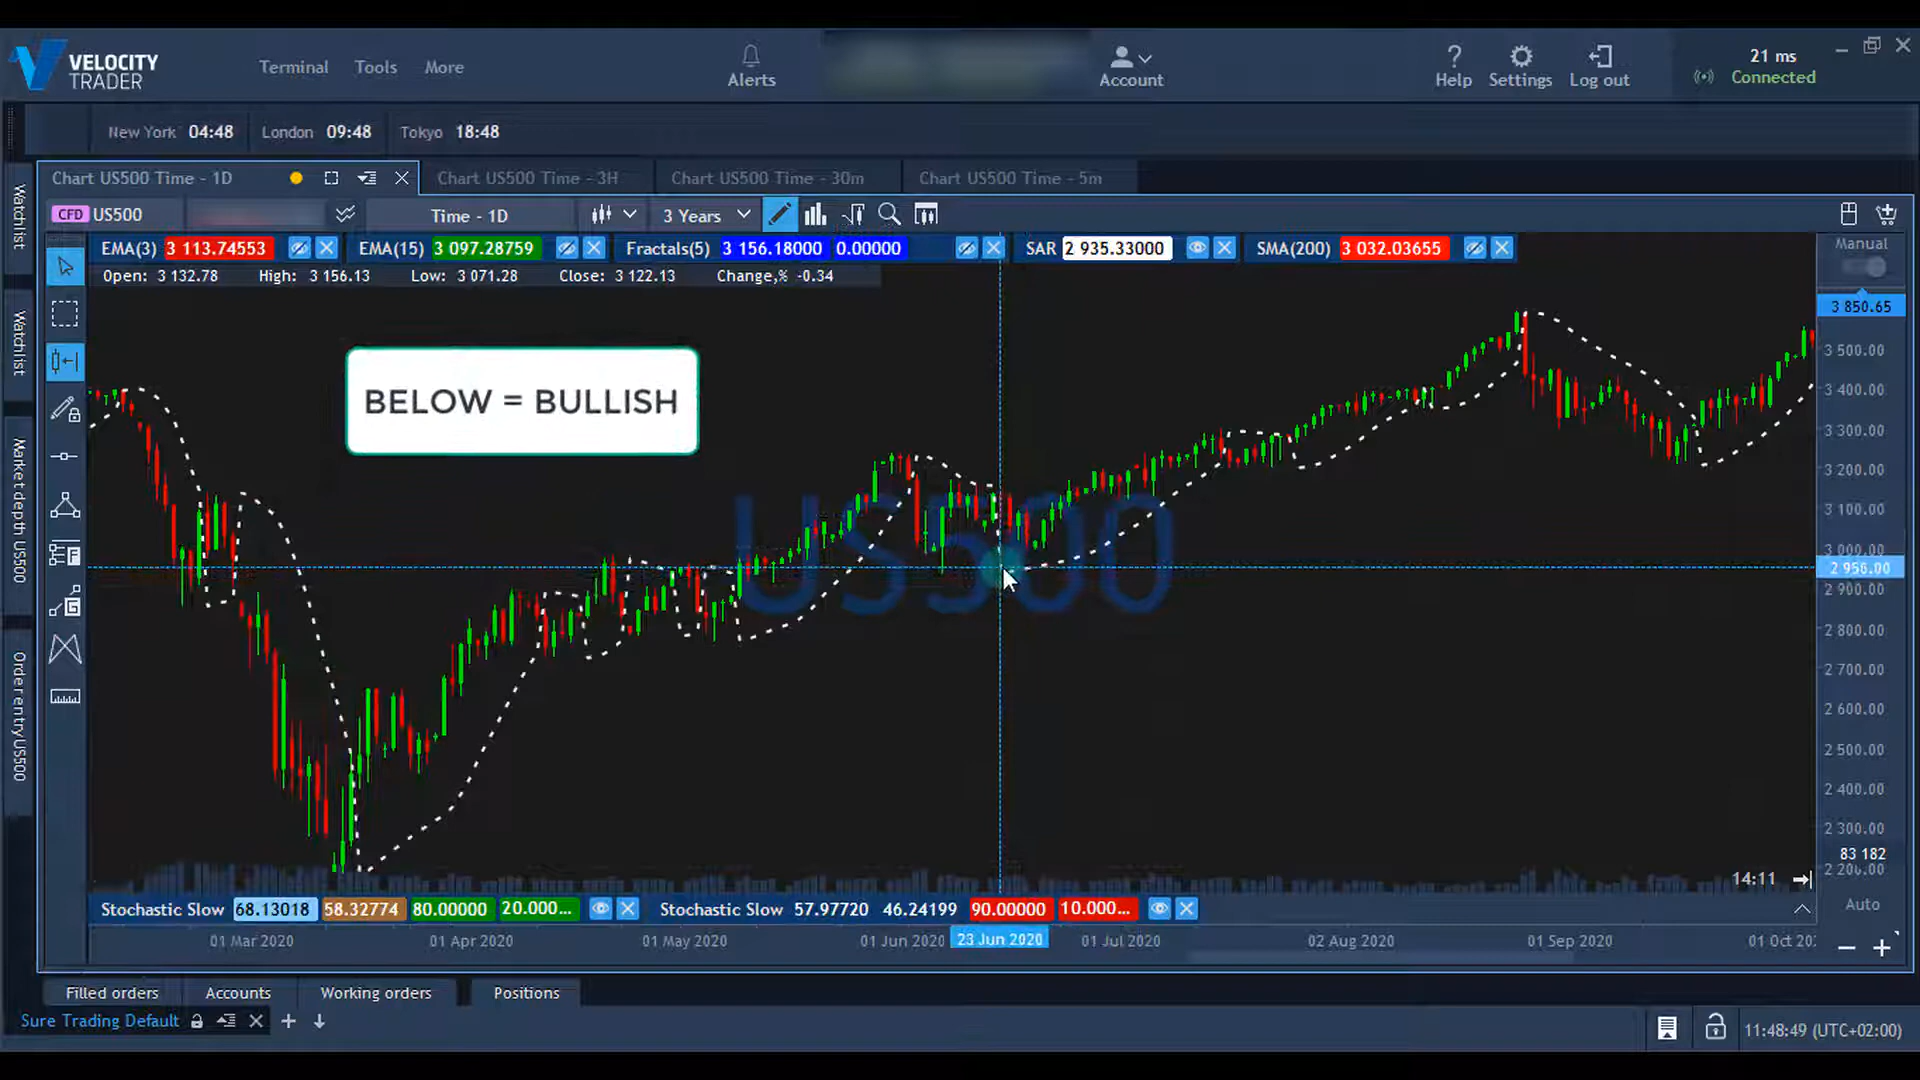 VELOCITY
TRADER
Terminal Tools More
Alerts
Account
Help Settings Log out
21 ms
Connected
New York 04:48 London 09:48 Tokyo 18:48
Chart US500 Time - 1D
Chart US500 Time - 3H
Chart US500 Time - 30m
Chart US500 Time - 5m
CFD US500
Time - 1D
3 Years
EMA(3) 3 113.74553
EMA(15) 3 097.28759
Fractals(5) 3 156.18000 0.00000
SAR 2 935.33000
SMA(200) 3 032.03655
Manual
Open: 3 132.78 High: 3 156.13 Low: 3 071.28 Close: 3 122.13 Change,% -0.34
Watchlist
Watchlist
Market depth US500
Order entry US500
BELOW = BULLISH
US500
3 850.65
3 500.00
3 400.00
3 300.00
3 200.00
3 100.00
3 000.00
2 956.00
2 900.00
2 800.00
2 700.00
2 600.00
2 500.00
2 400.00
2 300.00
83 182
2 200.00
14:11
Auto
Stochastic Slow 68.13018 58.32774 80.00000 20.000...
Stochastic Slow 57.97720 46.24199 90.00000 10.000...
01 Mar 2020 01 Apr 2020 01 May 2020 01 Jun 2020 23 Jun 2020 01 Jul 2020 02 Aug 2020 01 Sep 2020 01 Oct 20
Filled orders Accounts Working orders Positions
Sure Trading Default
11:48:49 (UTC+02:00)